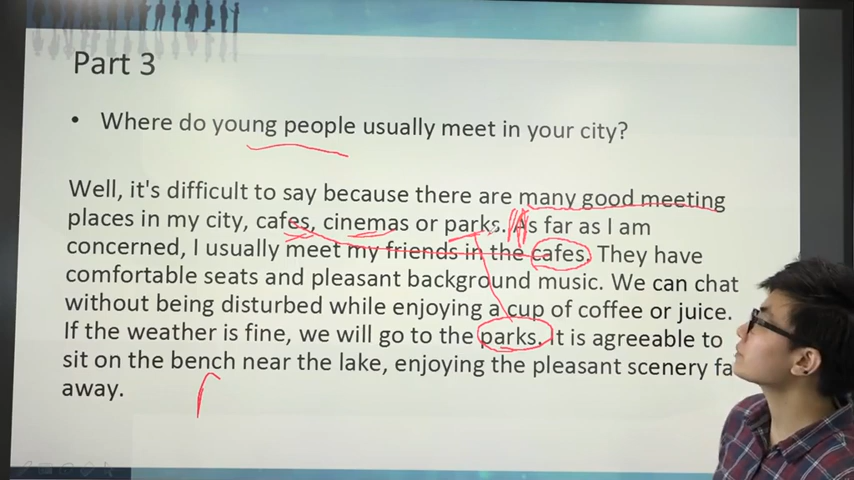 Part 3
• Where do young people usually meet in your city?
Well, it's difficult to say because there are many good meeting
places in my city, cafes, cinemas or parks. As far as I am
concerned, I usually meet my friends in the cafes. They have
comfortable seats and pleasant background music. We can chat
without being disturbed while enjoying a cup of coffee or juice.
If the weather is fine, we will go to the parks. It is agreeable to
sit on the bench near the lake, enjoying the pleasant scenery fa
away.